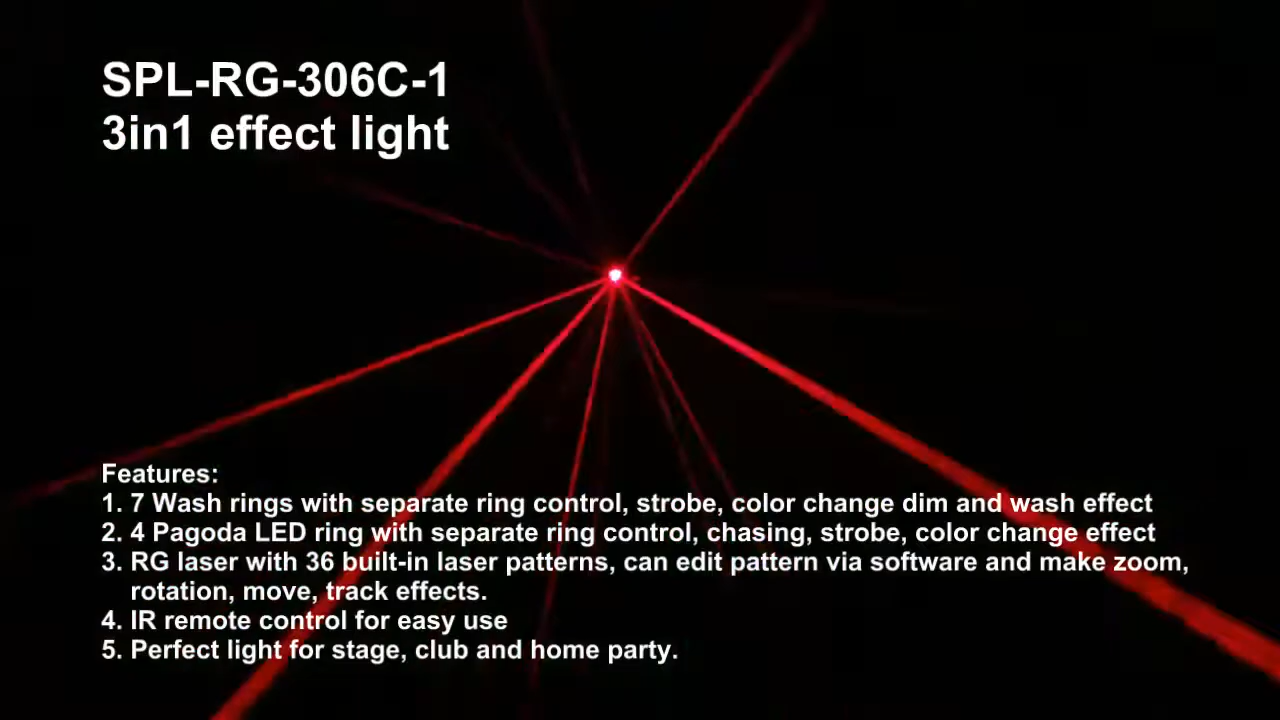 SPL-RG-306C-1
3in1 effect light
Features:
1. 7 Wash rings with separate ring control, strobe, color change dim and wash effect
2. 4 Pagoda LED ring with separate ring control, chasing, strobe, color change effect
3. RG laser with 36 built-in laser patterns, can edit pattern via software and make zoom,
rotation, move, track effects.
4. IR remote control for easy use
5. Perfect light for stage, club and home party.